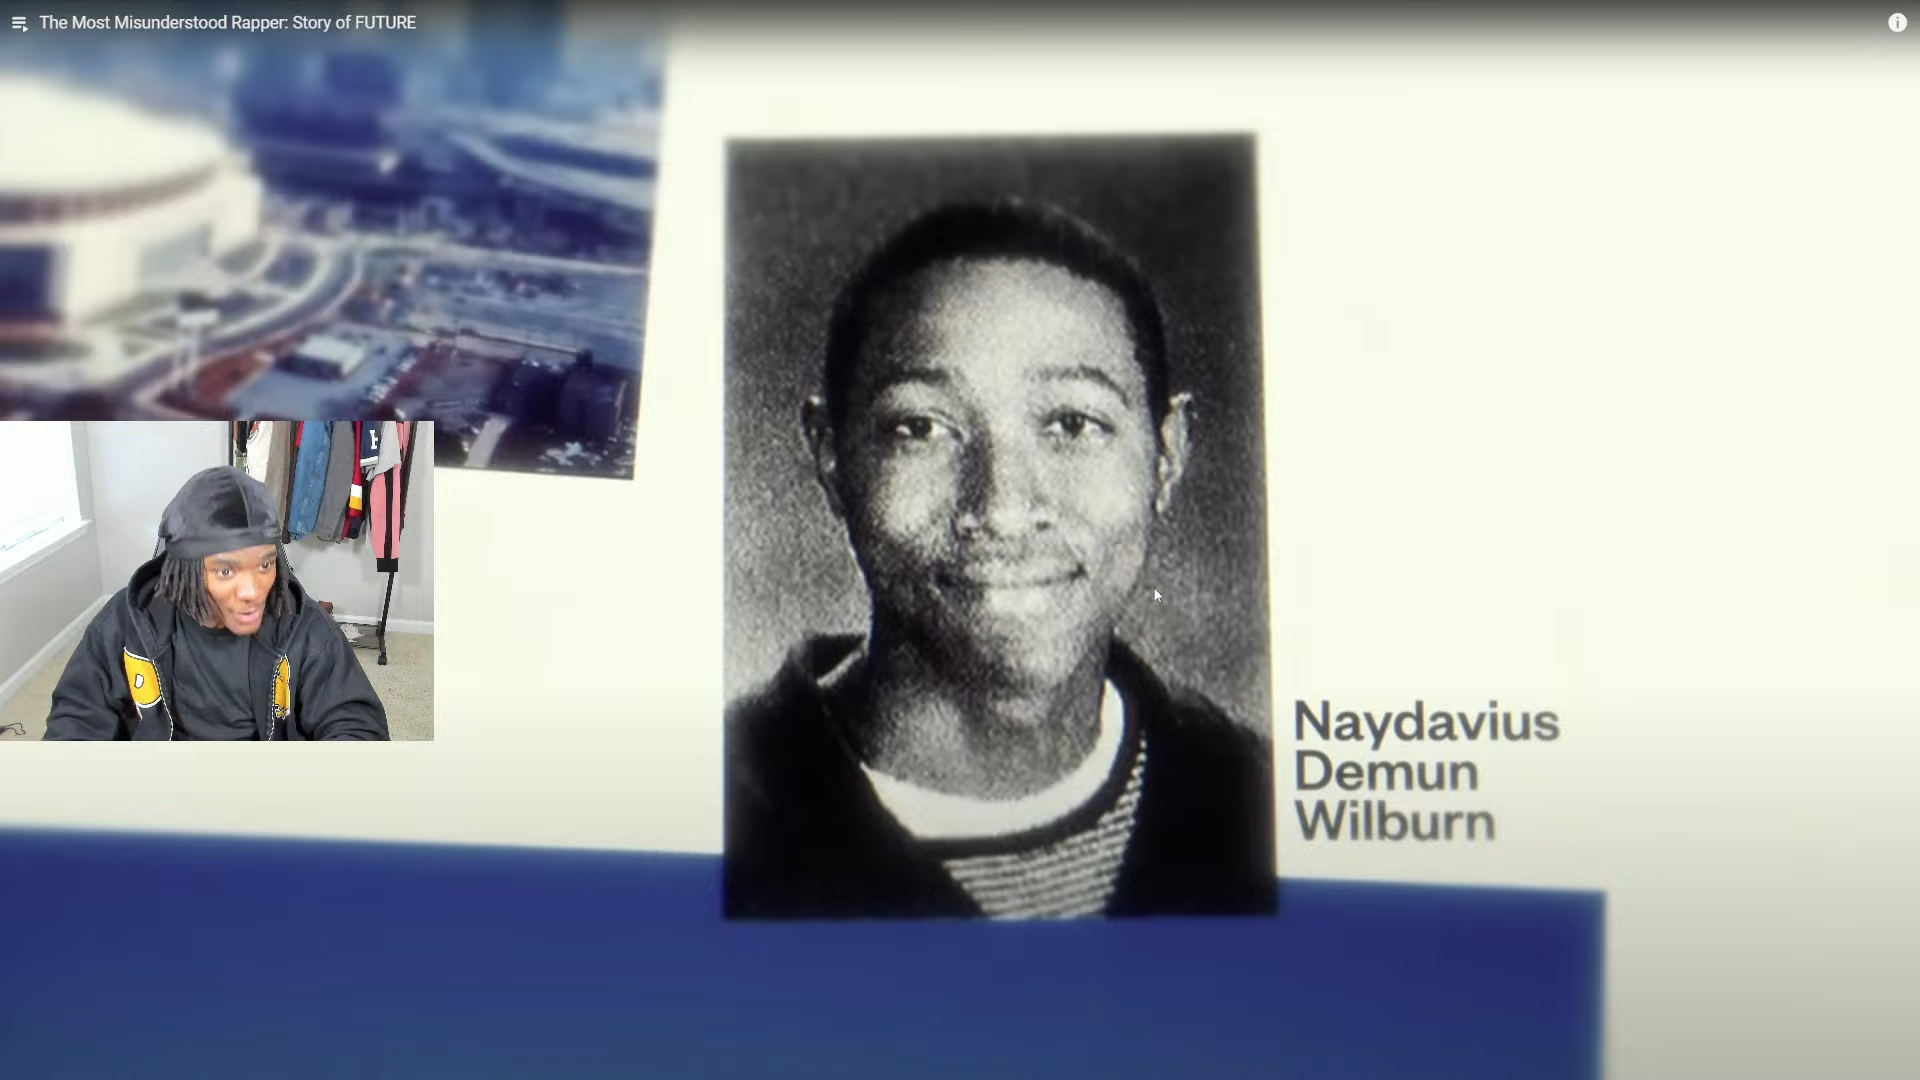 The Most Misunderstood Rapper: Story of FUTURE
Naydavius
Demun
Wilburn